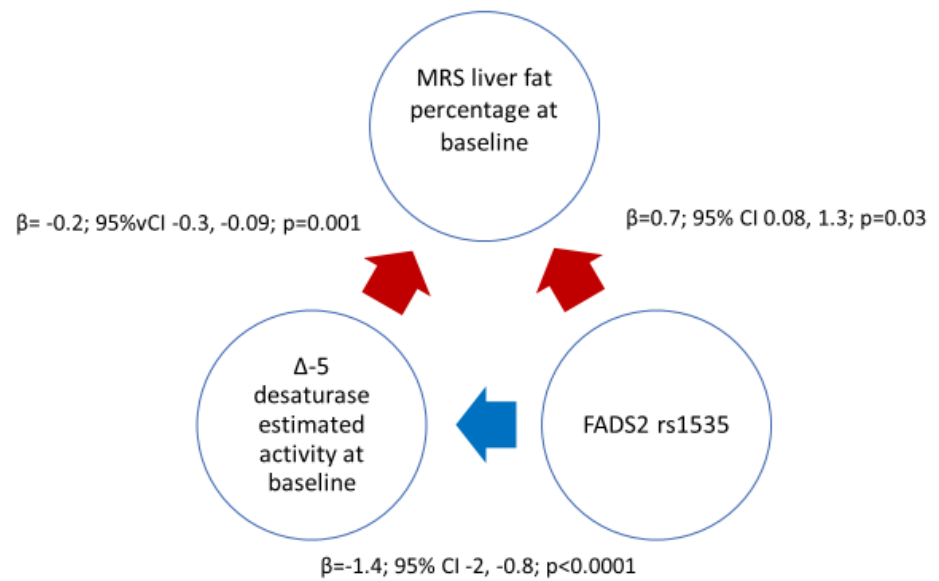 MRS liver fat
percentage at
baseline
β= -0.2; 95%vCI -0.3, -0.09; p=0.001
β=0.7; 95% CI 0.08, 1.3; p=0.03
Δ-5
desaturase
estimated
activity at
baseline
FADS2 rs1535
β=-1.4; 95% CI -2, -0.8; p<0.0001